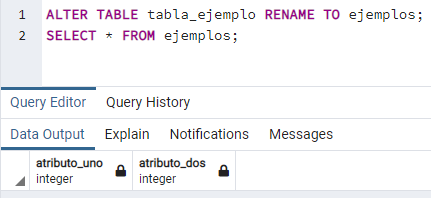 1 ALTER TABLE tabla_ejemplo RENAME TO ejemplos;
2 SELECT * FROM ejemplos;
Query Editor Query History
Data Output Explain Notifications Messages
atributo_uno atributo_dos
integer integer